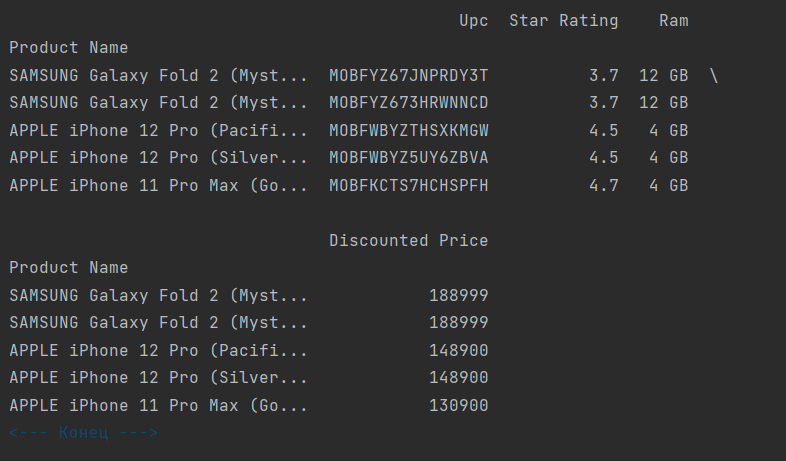 Upc Star Rating Ram
Product Name
SAMSUNG Galaxy Fold 2 (Myst... MOBFYZ67JNPRDY3T 3.7 12 GB \
SAMSUNG Galaxy Fold 2 (Myst... MOBFYZ673HRWNNCD 3.7 12 GB
APPLE iPhone 12 Pro (Pacifi... MOBFWBYZTHSXKMGW 4.5 4 GB
APPLE iPhone 12 Pro (Silver... MOBFWBYZ5UY6ZBVA 4.5 4 GB
APPLE iPhone 11 Pro Max (Go... MOBFKCTS7HCHSPFH 4.7 4 GB
Discounted Price
Product Name
SAMSUNG Galaxy Fold 2 (Myst... 188999
SAMSUNG Galaxy Fold 2 (Myst... 188999
APPLE iPhone 12 Pro (Pacifi... 148900
APPLE iPhone 12 Pro (Silver... 148900
APPLE iPhone 11 Pro Max (Go... 130900
<--- Конец --->